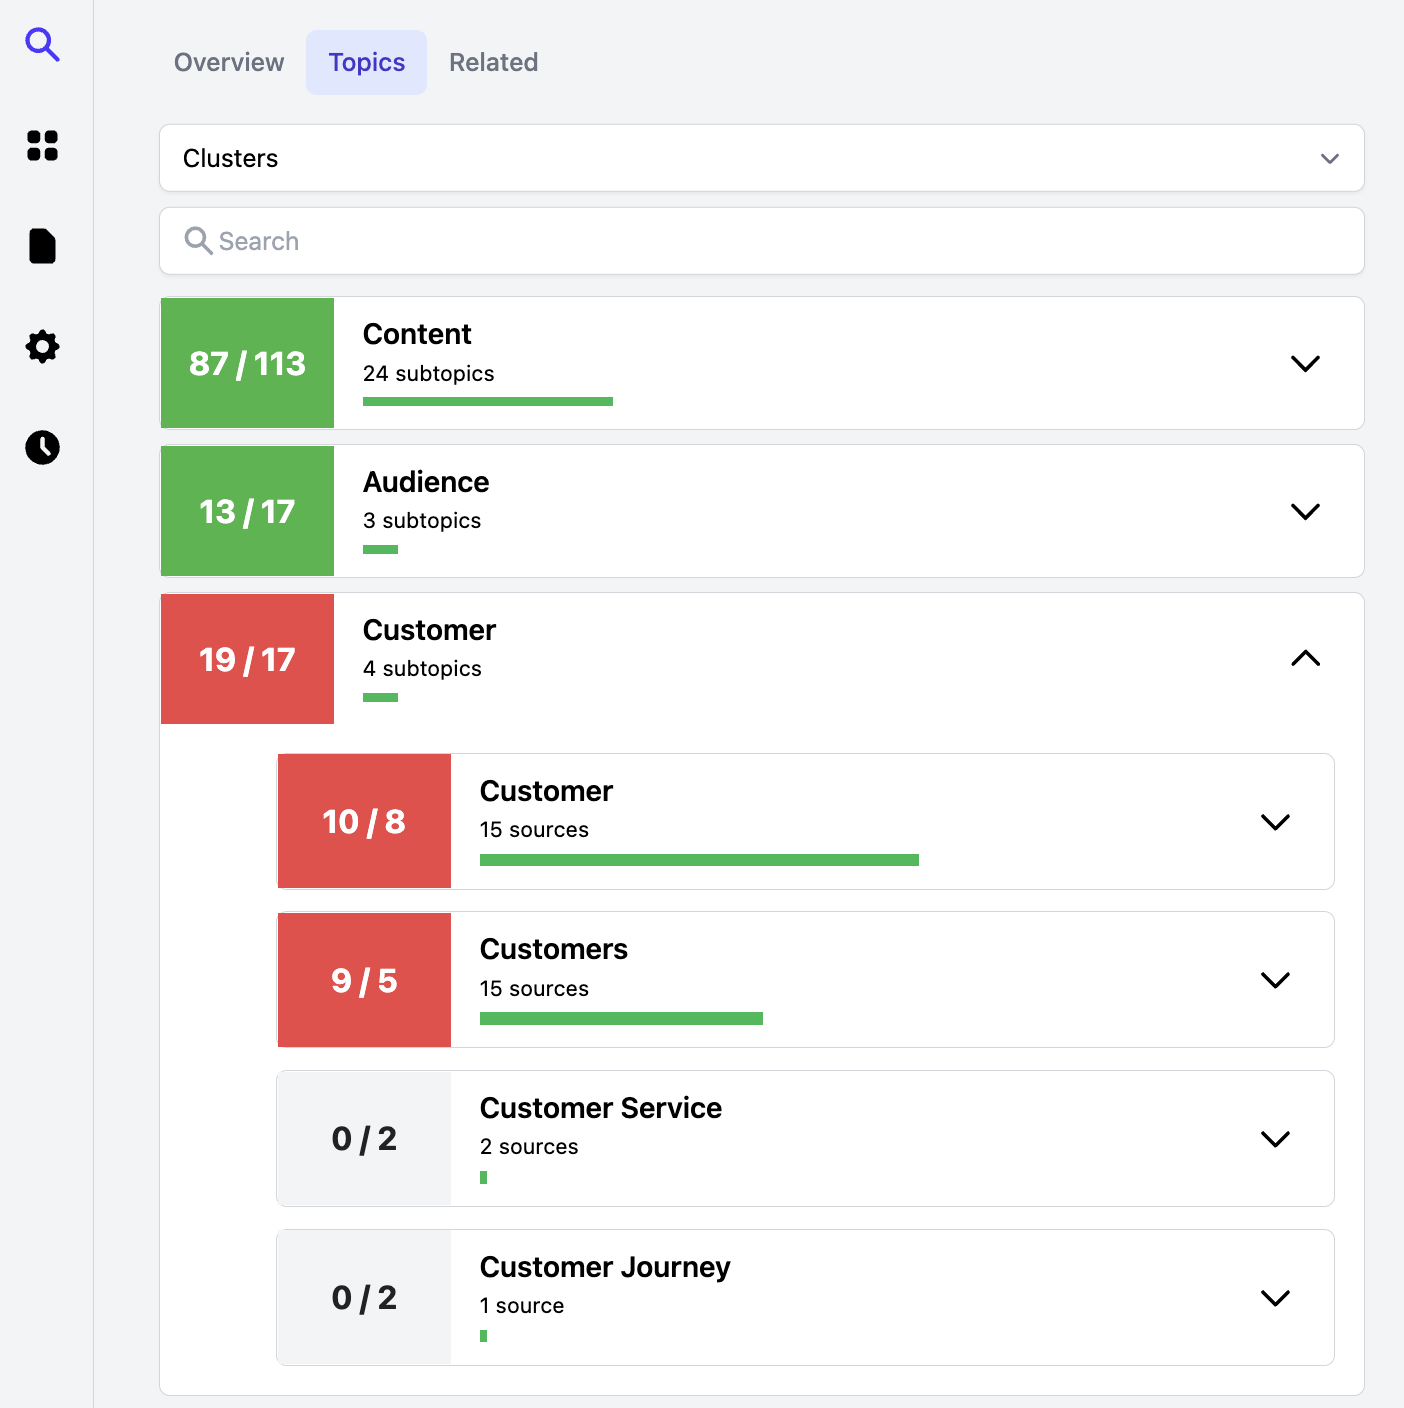 Overview Topics Related
Clusters
Search
87 / 113
Content
24 subtopics
13 / 17
Audience
3 subtopics
19 / 17
Customer
4 subtopics
10 / 8
Customer
15 sources
9 / 5
Customers
15 sources
0 / 2
Customer Service
2 sources
0 / 2
Customer Journey
1 source